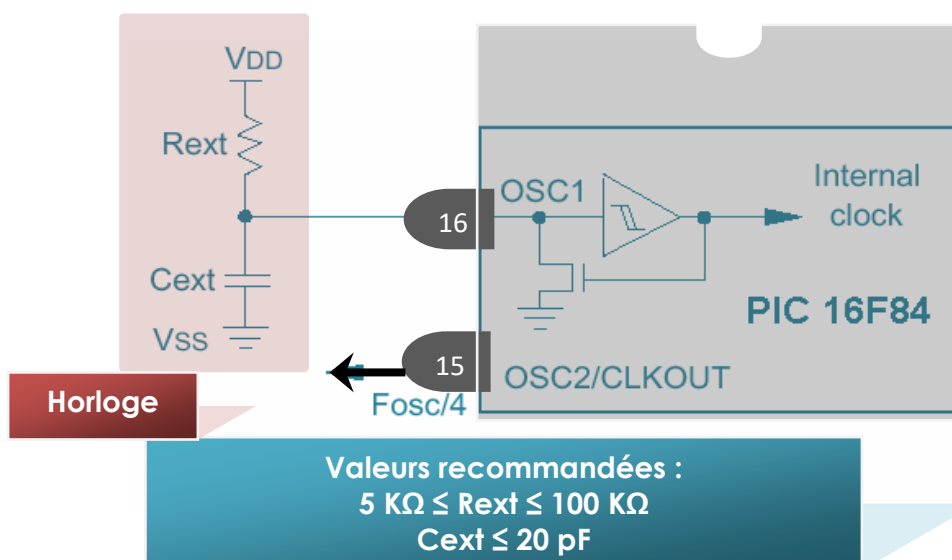 VDD
Rext
Cext
VSS
16
OSC1
Internal
clock
PIC 16F84
15
OSC2/CLKOUT
Fosc/4
Horloge
Valeurs recommandées :
5 KΩ ≤ Rext ≤ 100 KΩ
Cext ≤ 20 pF